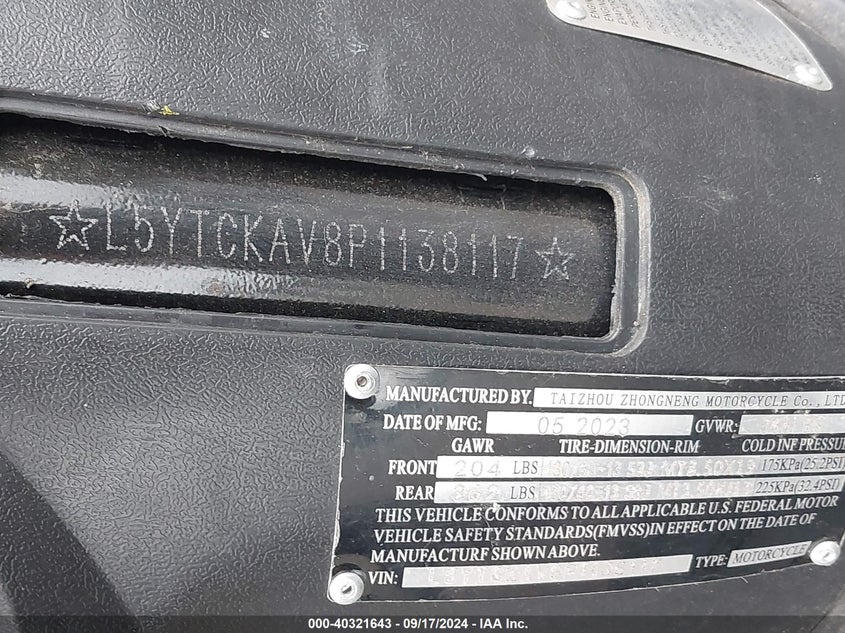 ☆L5YTCKAV8P1138117☆
MANUFACTURED BY. TAIZHOU ZHONGNENG MOTORCYCLE Co., LTD
DATE OF MFG: 05 2023 GVWR:
GAWR TIRE-DIMENSION-RIM COLD INF PRESSUR
FRONT 204 LBS 175KPa(25.2PSI)
REAR LBS 225KPa(32.4PSI)
THIS VEHICLE CONFORMS TO ALL APPLICABLE U.S. FEDERAL MOTOR
VEHICLE SAFETY STANDARDS(FMVSS)IN EFFECT ON THE DATE OF
MANUFACTURF SHOWN ABOVE.
VIN: TYPE: MOTORCYCLE
000-40321643 - 09/17/2024 - IAA Inc.